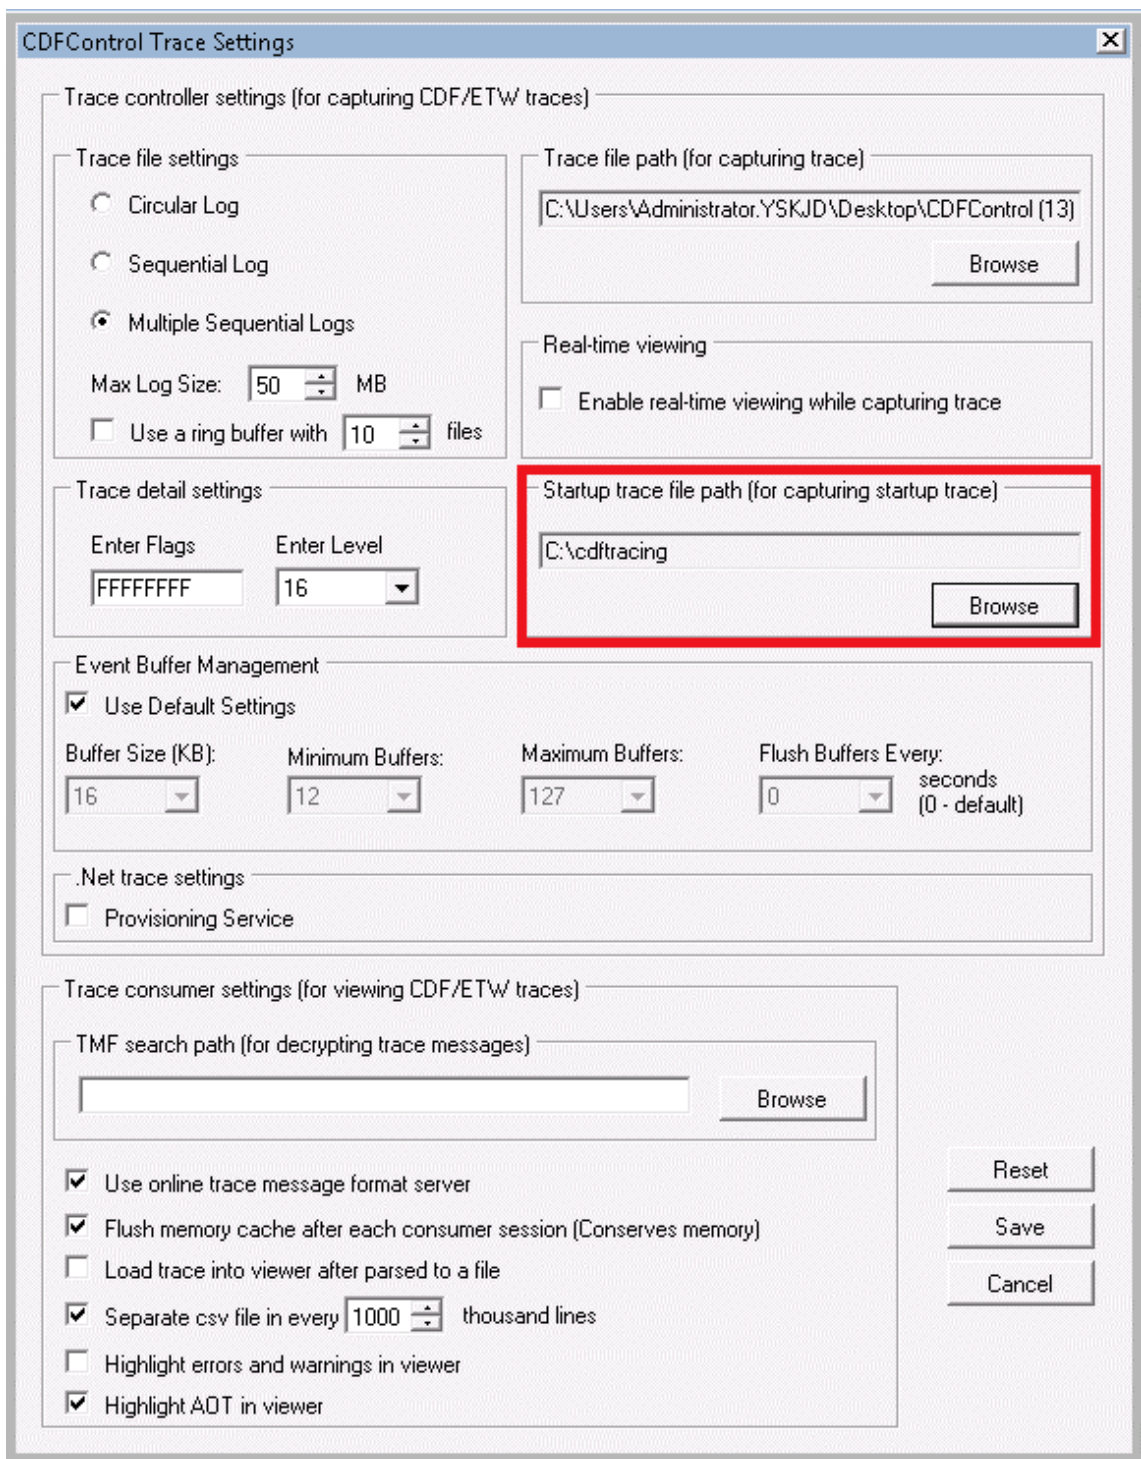 CDFControl Trace Settings
Trace controller settings (for capturing CDF/ETW traces)
Trace file settings
Circular Log
Sequential Log
Multiple Sequential Logs
Max Log Size: 50 MB
Use a ring buffer with 10 files
Trace file path (for capturing trace)
C:\Users\Administrator.YSKJD\Desktop\CDFControl (13)
Browse
Real-time viewing
Enable real-time viewing while capturing trace
Trace detail settings
Enter Flags Enter Level
FFFFFFFF 16
Startup trace file path (for capturing startup trace)
C:\cdftracing
Browse
Event Buffer Management
Use Default Settings
Buffer Size (KB): Minimum Buffers: Maximum Buffers: Flush Buffers Every:
16 12 127 0 seconds
(0 - default)
.Net trace settings
Provisioning Service
Trace consumer settings (for viewing CDF/ETW traces)
TMF search path (for decrypting trace messages)
Browse
Use online trace message format server
Flush memory cache after each consumer session (Conserves memory)
Load trace into viewer after parsed to a file
Separate csv file in every 1000 thousand lines
Highlight errors and warnings in viewer
Highlight AOT in viewer
Reset
Save
Cancel